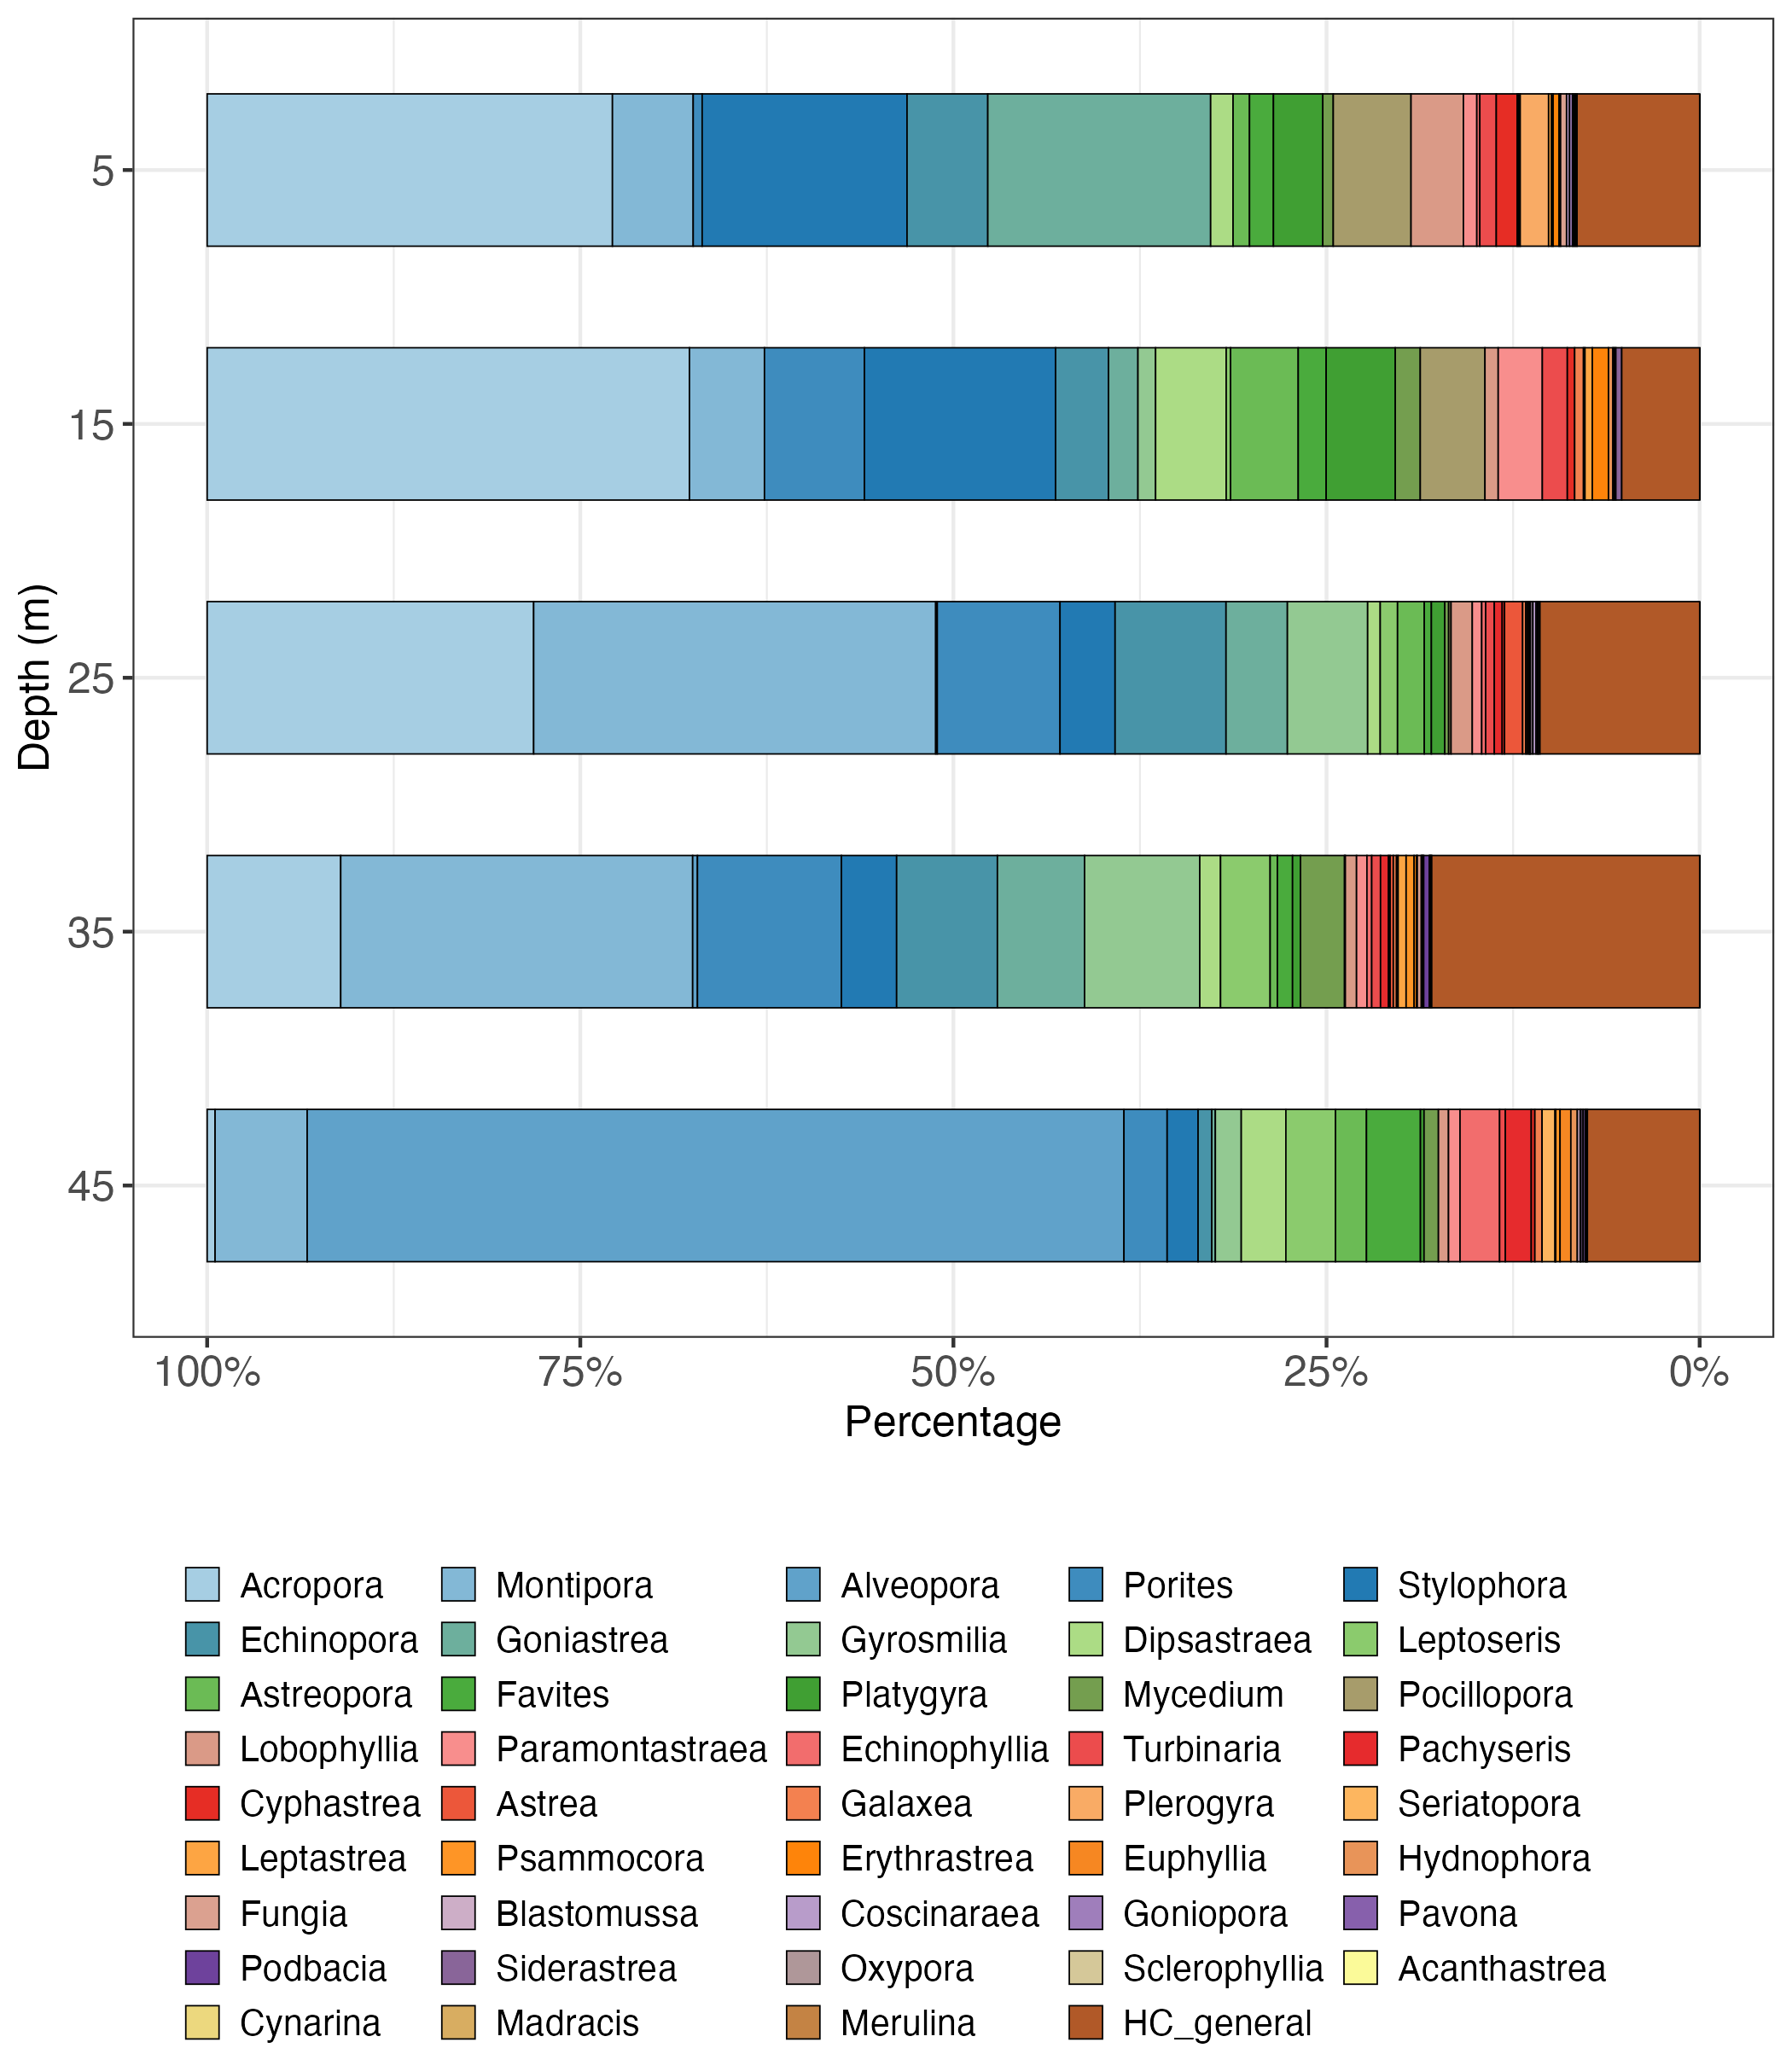 5
15
25
35
45
Depth (m)
100% 75% 50% 25% 0%
Percentage
Acropora Montipora Alveopora Porites Stylophora
Echinopora Goniastrea Gyrosmilia Dipsastraea Leptoseris
Astreopora Favites Platygyra Mycedium Pocillopora
Lobophyllia Paramontastraea Echinophyllia Turbinaria Pachyseris
Cyphastrea Astrea Galaxea Plerogyra Seriatopora
Leptastrea Psammocora Erythrastrea Euphyllia Hydnophora
Fungia Blastomussa Coscinaraea Goniopora Pavona
Podbacia Siderastrea Oxypora Sclerophyllia Acanthastrea
Cynarina Madracis Merulina HC_general